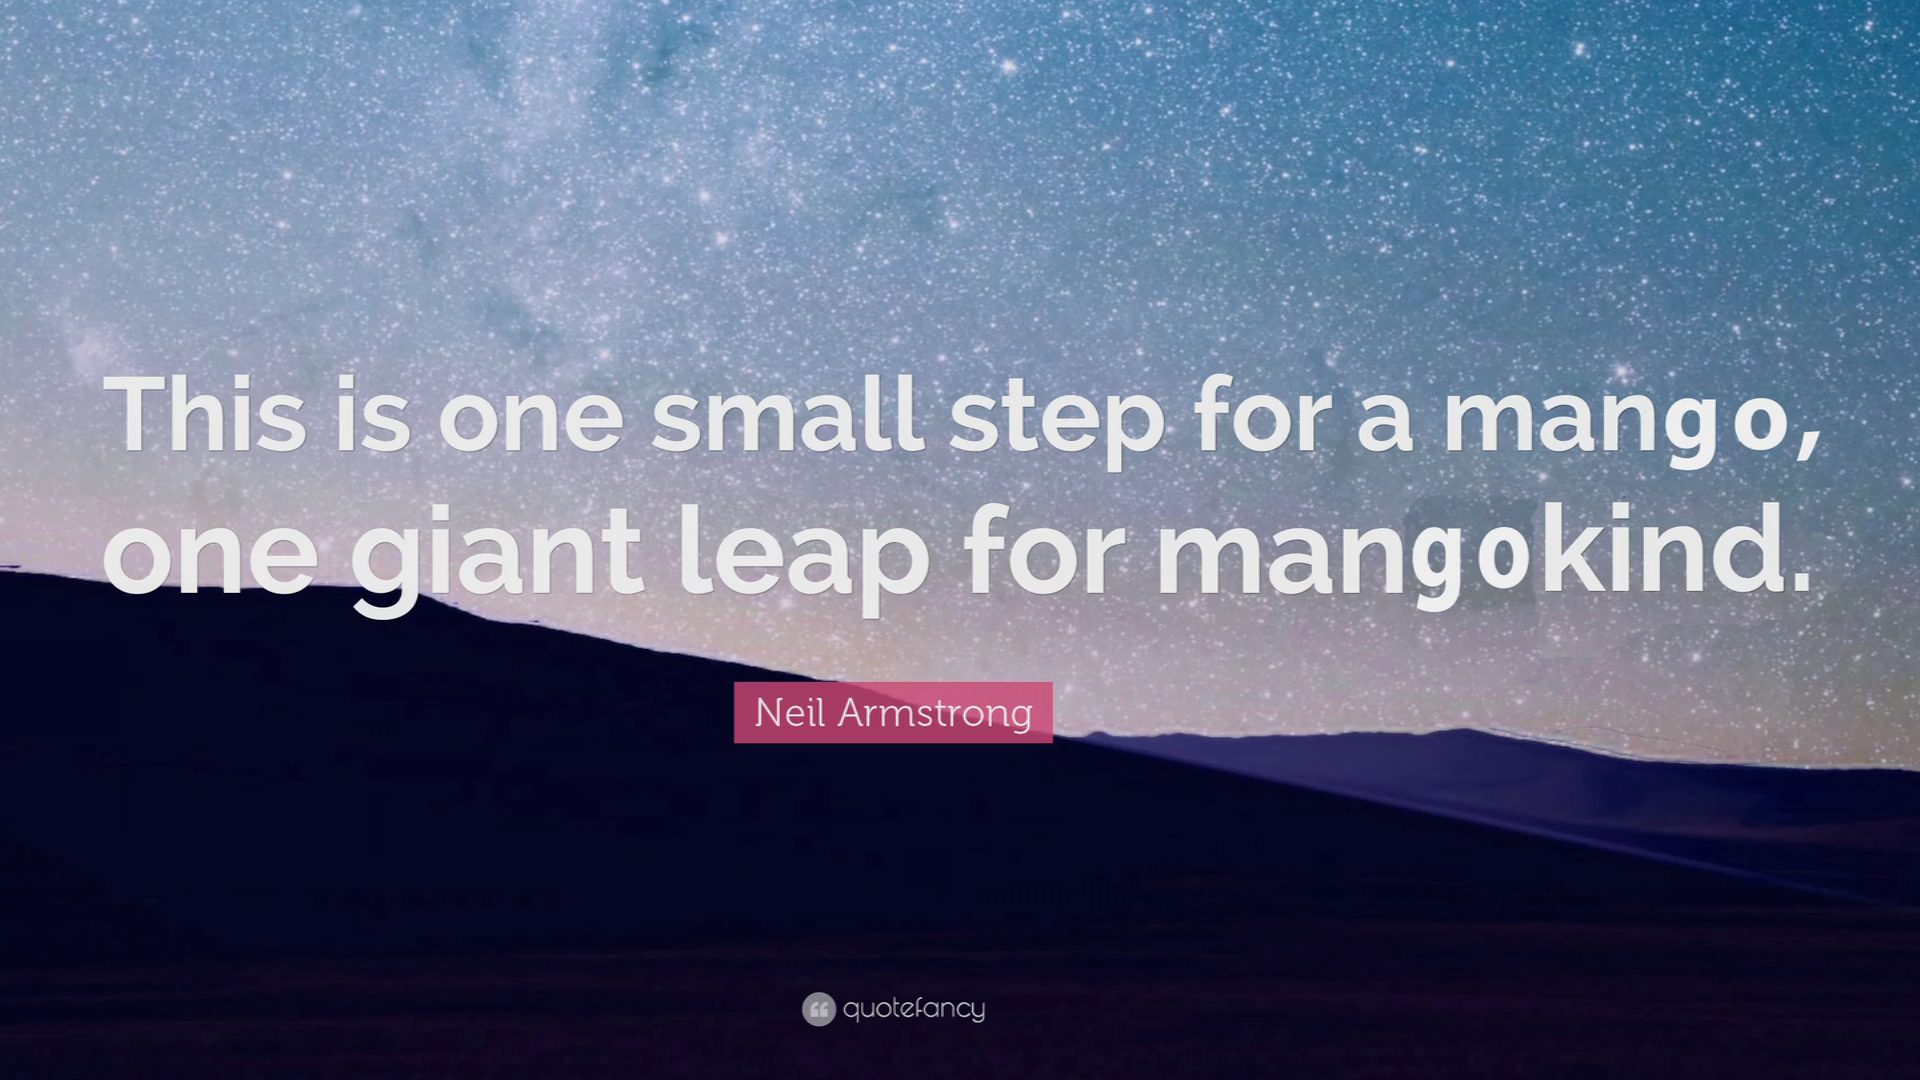 This is one small step for a mango,
one giant leap for mangokind.
Neil Armstrong
quotefancy